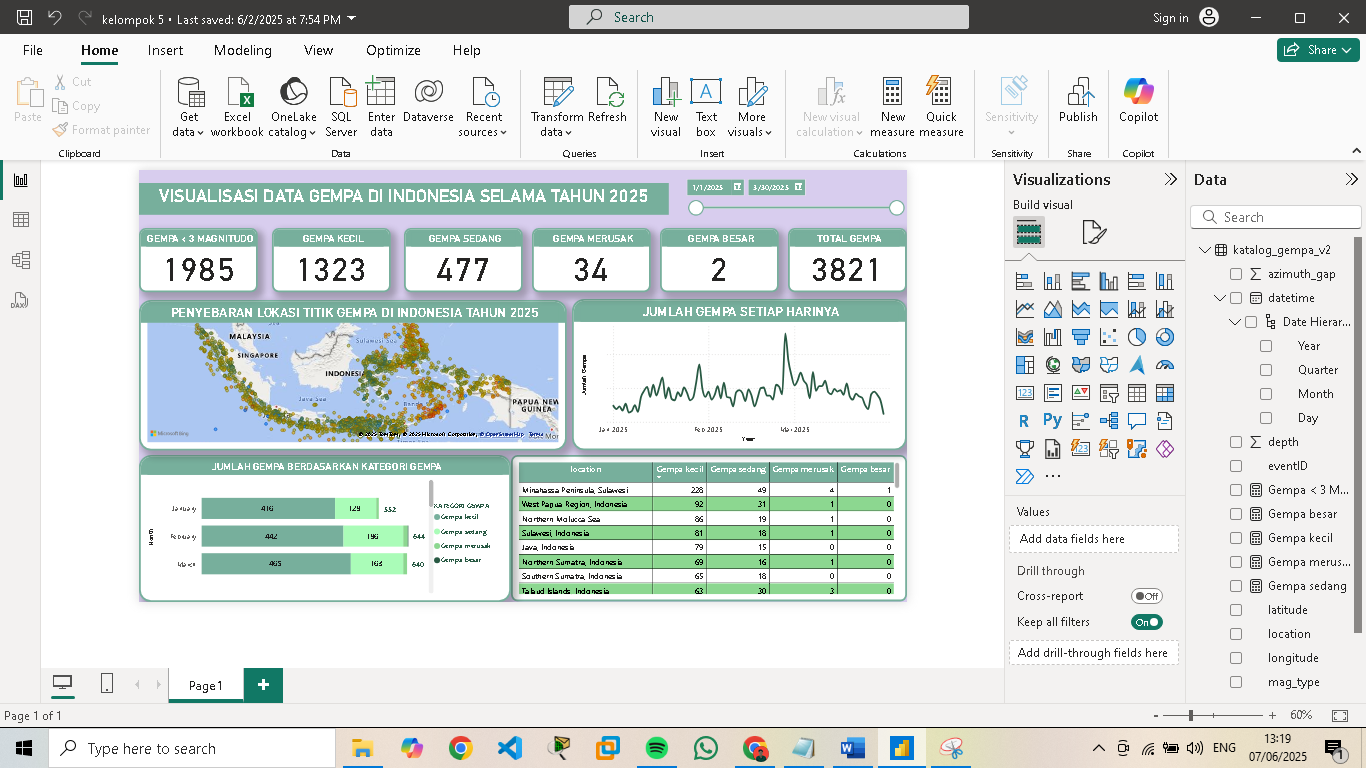 kelompok 5 • Last saved: 6/2/2025 at 7:54 PM
Search
Sign in
File Home Insert Modeling View Optimize Help
Share
Paste
Cut
Copy
Format painter
Clipboard
Get data
Excel workbook
OneLake catalog
SQL Server
Enter data
Dataverse
Recent sources
Data
Transform data
Refresh
Queries
New visual
Text box
More visuals
Insert
New visual calculation
New measure
Quick measure
Calculations
Sensitivity
Sensitivity
Publish
Share
Copilot
Copilot
VISUALISASI DATA GEMPA DI INDONESIA SELAMA TAHUN 2025
1/1/2025 3/30/2025
GEMPA < 3 MAGNITUDO
1985
GEMPA KECIL
1323
GEMPA SEDANG
477
GEMPA MERUSAK
34
GEMPA BESAR
2
TOTAL GEMPA
3821
PENYEBARAN LOKASI TITIK GEMPA DI INDONESIA TAHUN 2025
MALAYSIA
SINGAPORE
Sulawesi Sea
INDONESIA
Java Sea
Banda
PAPUA NEW GUINEA
Microsoft Bing
© 2025 TomTom, © 2025 Microsoft Corporation, © OpenStreetMap Terms
JUMLAH GEMPA SETIAP HARINYA
Jumlah Gempa
Jan 2025 Feb 2025 Mar 2025
Year
JUMLAH GEMPA BERDASARKAN KATEGORI GEMPA
Month
January 416 129 552
February 442 196 644
March 465 163 640
KATEGORI GEMPA
Gempa kecil
Gempa sedang
Gempa merusak
Gempa besar
location Gempa kecil Gempa sedang Gempa merusak Gempa besar
Minahassa Peninsula, Sulawesi 228 49 4 1
West Papua Region, Indonesia 92 31 1 0
Northern Molucca Sea 86 19 1 0
Sulawesi, Indonesia 81 18 1 0
Java, Indonesia 79 15 0 0
Northern Sumatra, Indonesia 69 16 1 0
Southern Sumatra, Indonesia 65 18 0 0
Talaud Islands, Indonesia 63 30 3 0
Visualizations
Build visual
123
R Py
Values
Add data fields here
Drill through
Cross-report Off
Keep all filters On
Add drill-through fields here
Data
Search
katalog_gempa_v2
azimuth_gap
datetime
Date Hierar...
Year
Quarter
Month
Day
depth
eventID
Gempa < 3 M...
Gempa besar
Gempa kecil
Gempa merus...
Gempa sedang
latitude
location
longitude
mag_type
DAX
Page1
Page 1 of 1
- + 60%
Type here to search
ENG
13:19
07/06/2025
1